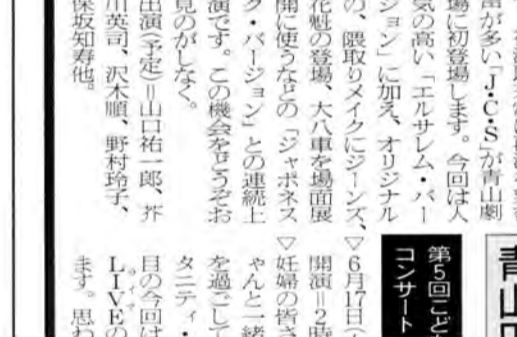 宙が多い「J・C・S」が青山劇
場に初登場します。今回は人
気の高い「エルサレム・バー
ジョン」に加え、オリジナル
の、隈取りメイクにジーンズ、
花魁の登場、大八車を場面展
開に使うなどの「ジャポネス
ク・バージョン」との連続上
演です。この機会をどうぞお
見のがしなく。
出演(予定)=山口祐一郎、芥
川英司、沢木順、野村玲子、
保坂知寿他。
青山
第5回こど
コンサート
▽6月17日
開演=2時
▽妊婦の皆さ
ゃんと一緒
を過ごして
タニティ・
目の今回は
LIVEの
ます。思わ